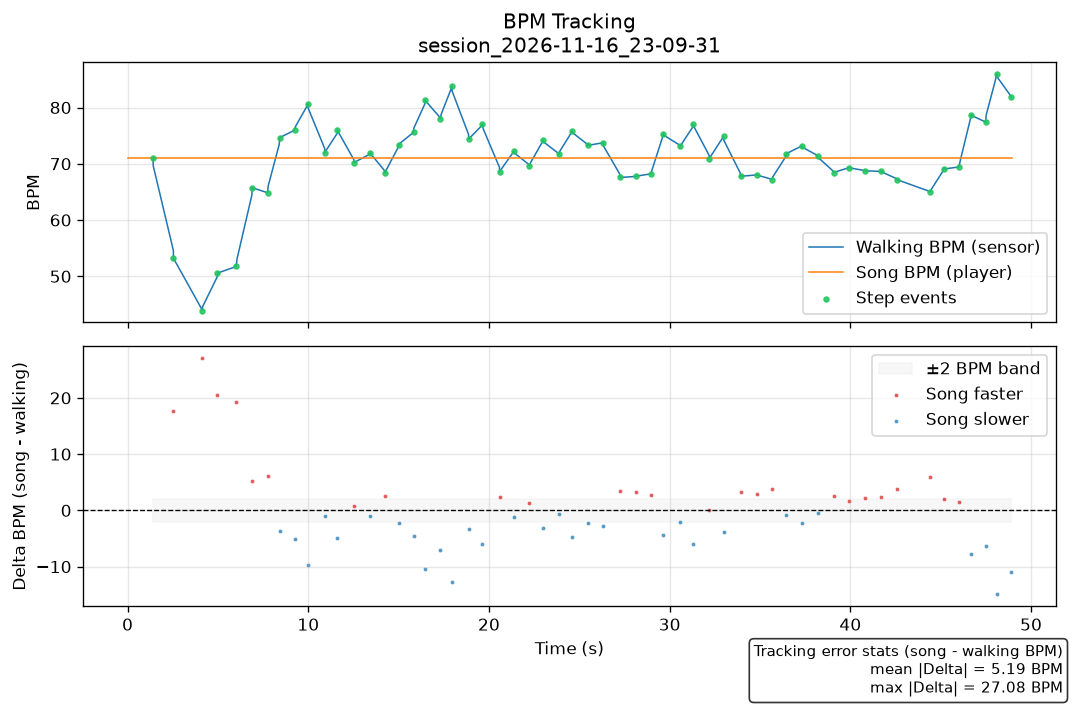 BPM Tracking
session_2026-11-16_23-09-31
BPM
80
70
60
50
Walking BPM (sensor)
Song BPM (player)
Step events
Delta BPM (song - walking)
20
10
0
−10
±2 BPM band
Song faster
Song slower
0
10
20
30
40
50
Time (s)
Tracking error stats (song - walking BPM)
mean |Delta| = 5.19 BPM
max |Delta| = 27.08 BPM